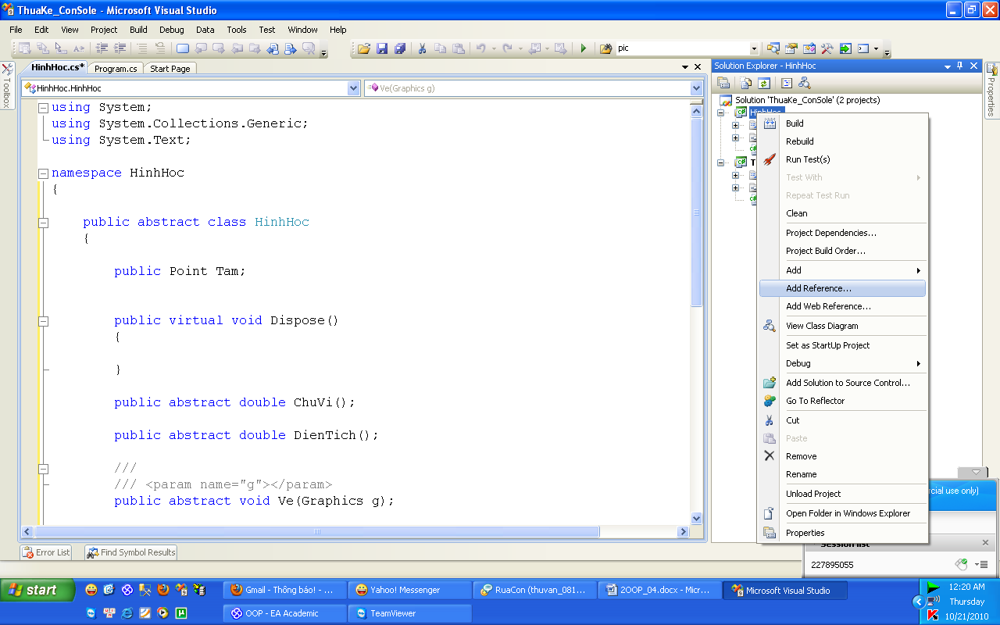 ThuaKe_ConSole - Microsoft Visual Studio
File Edit View Project Build Debug Data Tools Test Window Help
pic
Toolbox
HinhHoc.cs* Program.cs Start Page
HinhHoc.HinhHoc Ve(Graphics g)
using System;
using System.Collections.Generic;
using System.Text;
namespace HinhHoc
{
public abstract class HinhHoc
{
public Point Tam;
public virtual void Dispose()
{
}
public abstract double ChuVi();
public abstract double DienTich();
///
/// <param name="g"></param>
public abstract void Ve(Graphics g);
Error List Find Symbol Results
Solution Explorer - HinhHoc
Properties
Solution 'ThuaKe_ConSole' (2 projects)
HinhHoc
T
Build
Rebuild
Run Test(s)
Test With
Repeat Test Run
Clean
Project Dependencies...
Project Build Order...
Add
Add Reference...
Add Web Reference...
View Class Diagram
Set as StartUp Project
Debug
Add Solution to Source Control...
Go To Reflector
Cut
Paste
Remove
Rename
Unload Project
Open Folder in Windows Explorer
Properties
rcial use only)
Session list
227895055
start
Gmail - Thông báo! - ... Yahoo! Messenger RuaCon (thuvan_081... 2OOP_04.docx - Micr... Microsoft Visual Studio
OOP - EA Academic TeamViewer
12:20 AM
Thursday
10/21/2010